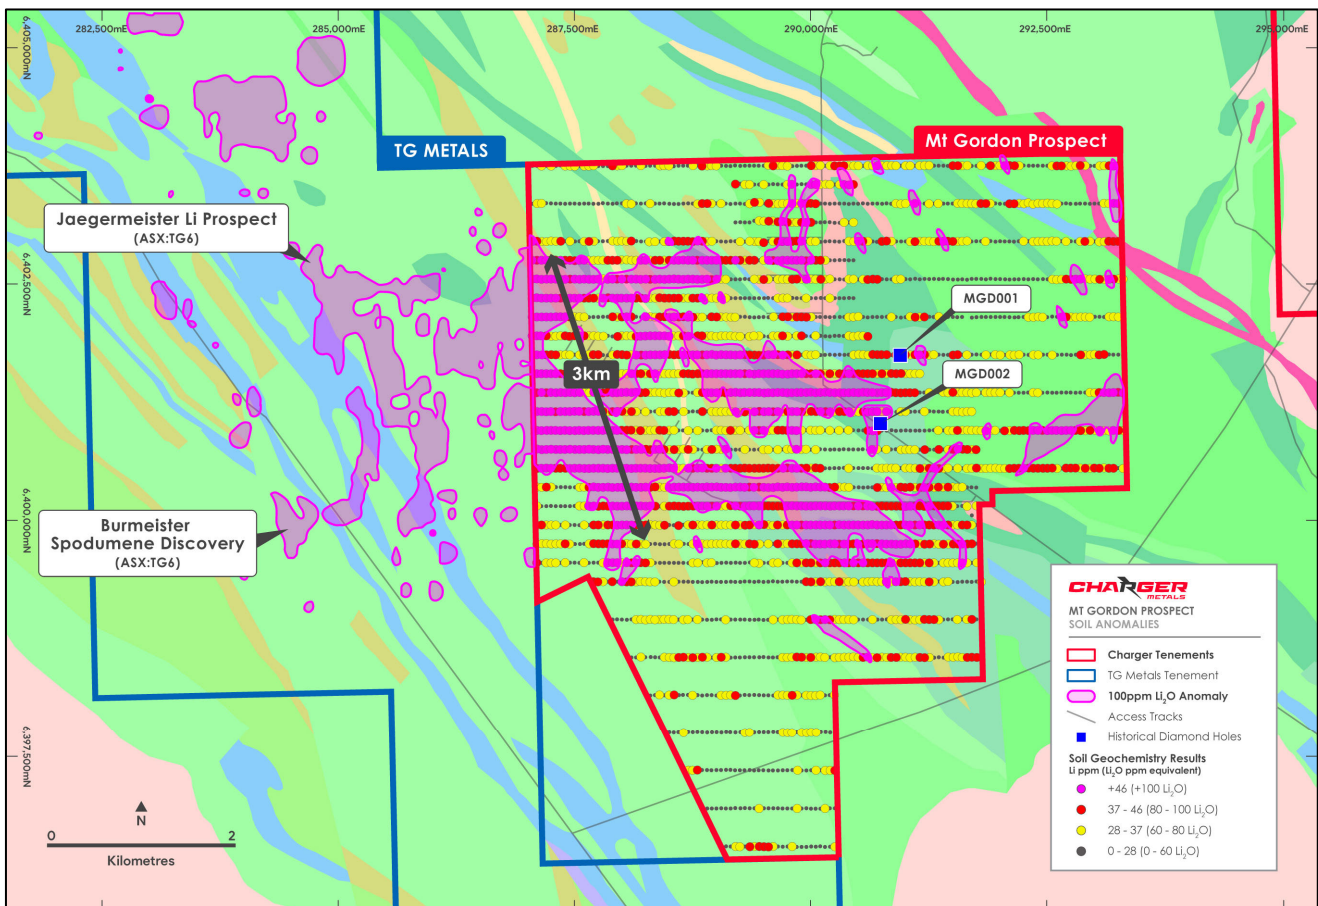 282,500mE
285,000mE
287,500mE
290,000mE
292,500mE
295,000mE
6,405,000mN
6,402,500mN
6,400,000mN
6,397,500mN
TG METALS
Mt Gordon Prospect
Jaegermeister Li Prospect
(ASX:TG6)
MGD001
MGD002
3km
Burmeister
Spodumene Discovery
(ASX:TG6)
N
0 2
Kilometres
CHARGER
METALS
MT GORDON PROSPECT
SOIL ANOMALIES
Charger Tenements
TG Metals Tenement
100ppm Li₂O Anomaly
Access Tracks
Historical Diamond Holes
Soil Geochemistry Results
Li ppm (Li₂O ppm equivalent)
+46 (+100 Li₂O)
37 - 46 (80 - 100 Li₂O)
28 - 37 (60 - 80 Li₂O)
0 - 28 (0 - 60 Li₂O)